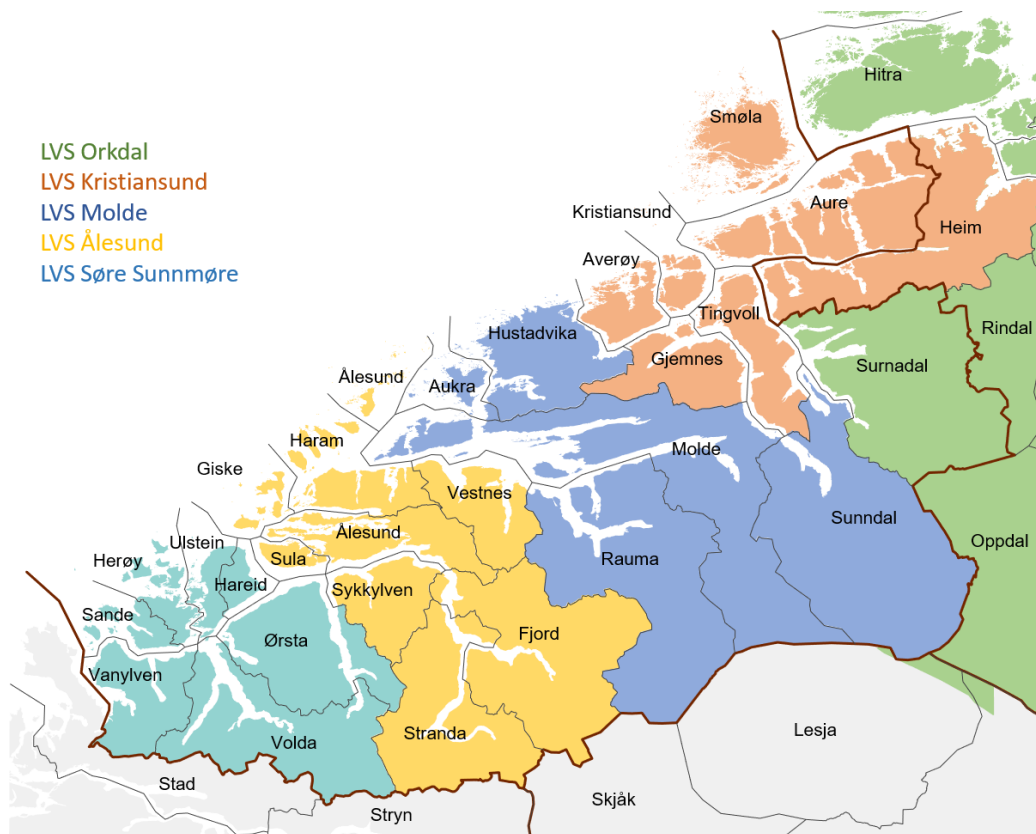 LVS Orkdal
LVS Kristiansund
LVS Molde
LVS Ålesund
LVS Søre Sunnmøre
Hitra
Smøla
Aure
Kristiansund
Heim
Averøy
Tingvoll
Hustadvika
Rindal
Gjemnes
Surnadal
Ålesund
Aukra
Haram
Molde
Giske
Vestnes
Sunndal
Ålesund
Ulstein
Oppdal
Herøy
Sula
Rauma
Hareid
Sykkylven
Sande
Fjord
Ørsta
Vanylven
Stranda
Lesja
Volda
Stad
Skjåk
Stryn